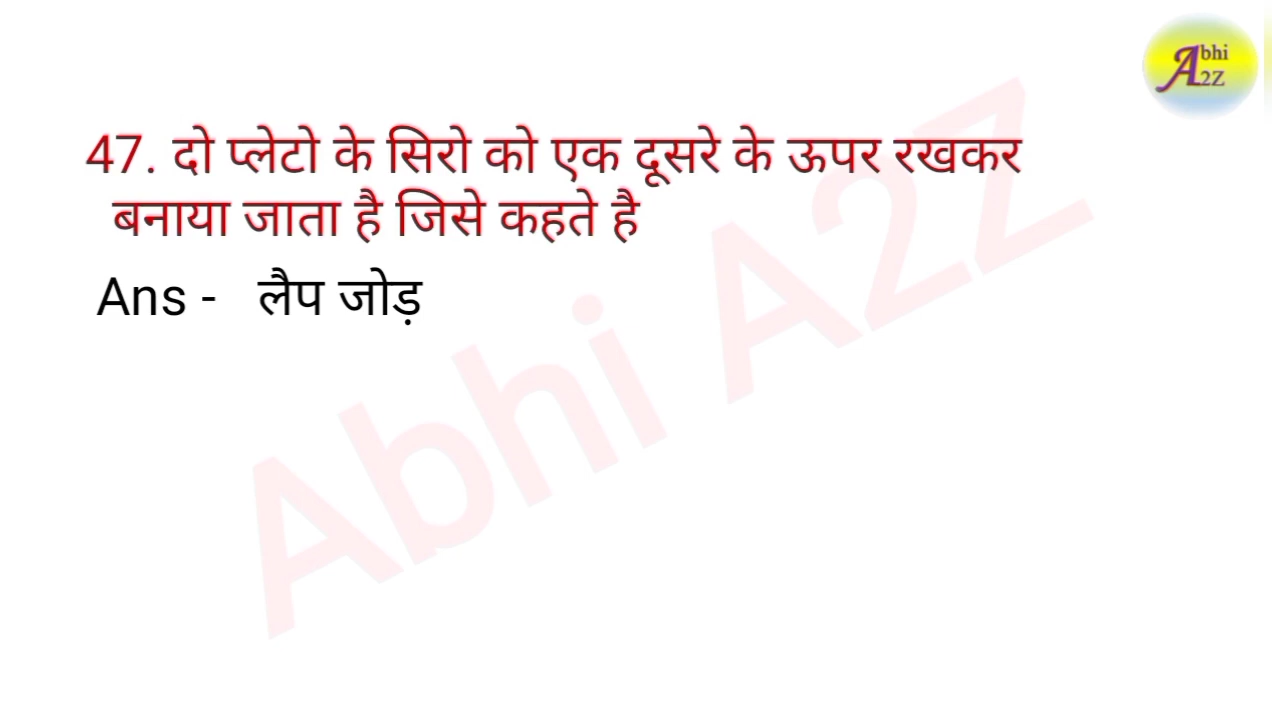 Abhi
A2Z
47. दो प्लेटो के सिरो को एक दूसरे के ऊपर रखकर
बनाया जाता है जिसे कहते है
Ans - लैप जोड़
Abhi A2Z